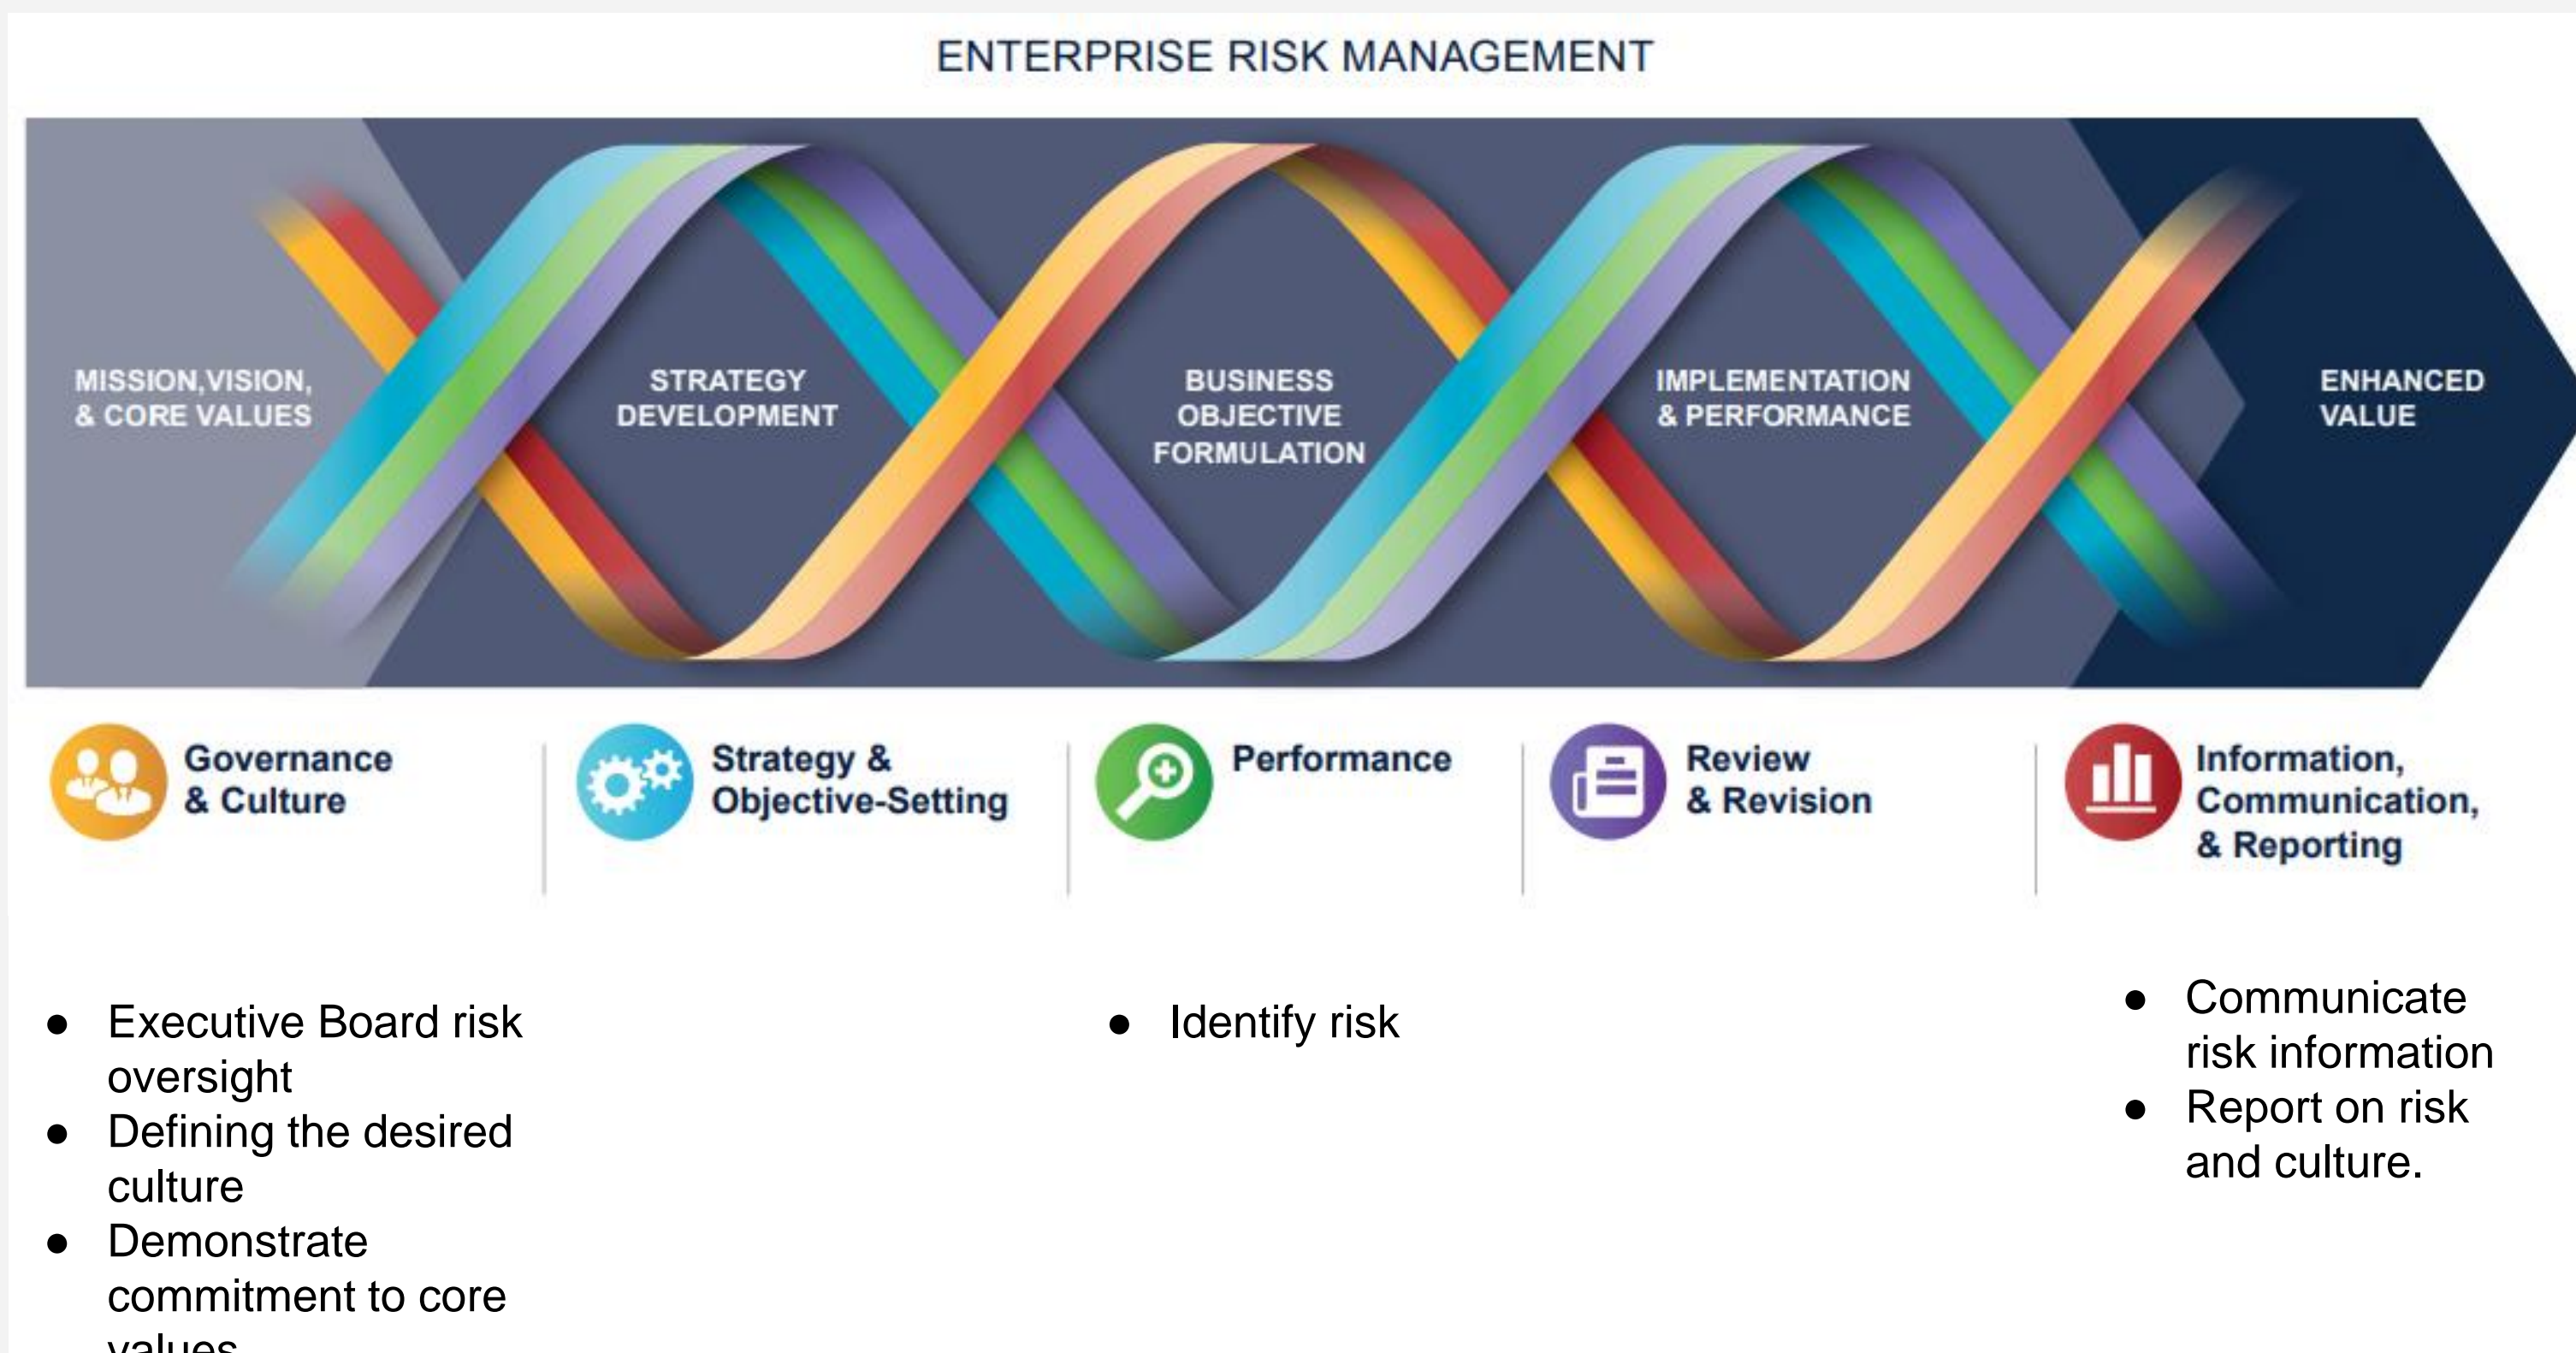 ENTERPRISE RISK MANAGEMENT
MISSION, VISION,
& CORE VALUES
STRATEGY
DEVELOPMENT
BUSINESS
OBJECTIVE
FORMULATION
IMPLEMENTATION
& PERFORMANCE
ENHANCED
VALUE
Governance
& Culture
Strategy &
Objective-Setting
Performance
Review
& Revision
Information,
Communication,
& Reporting
● Executive Board risk
oversight
● Defining the desired
culture
● Demonstrate
commitment to core
values
● Identify risk
● Communicate
risk information
● Report on risk
and culture.